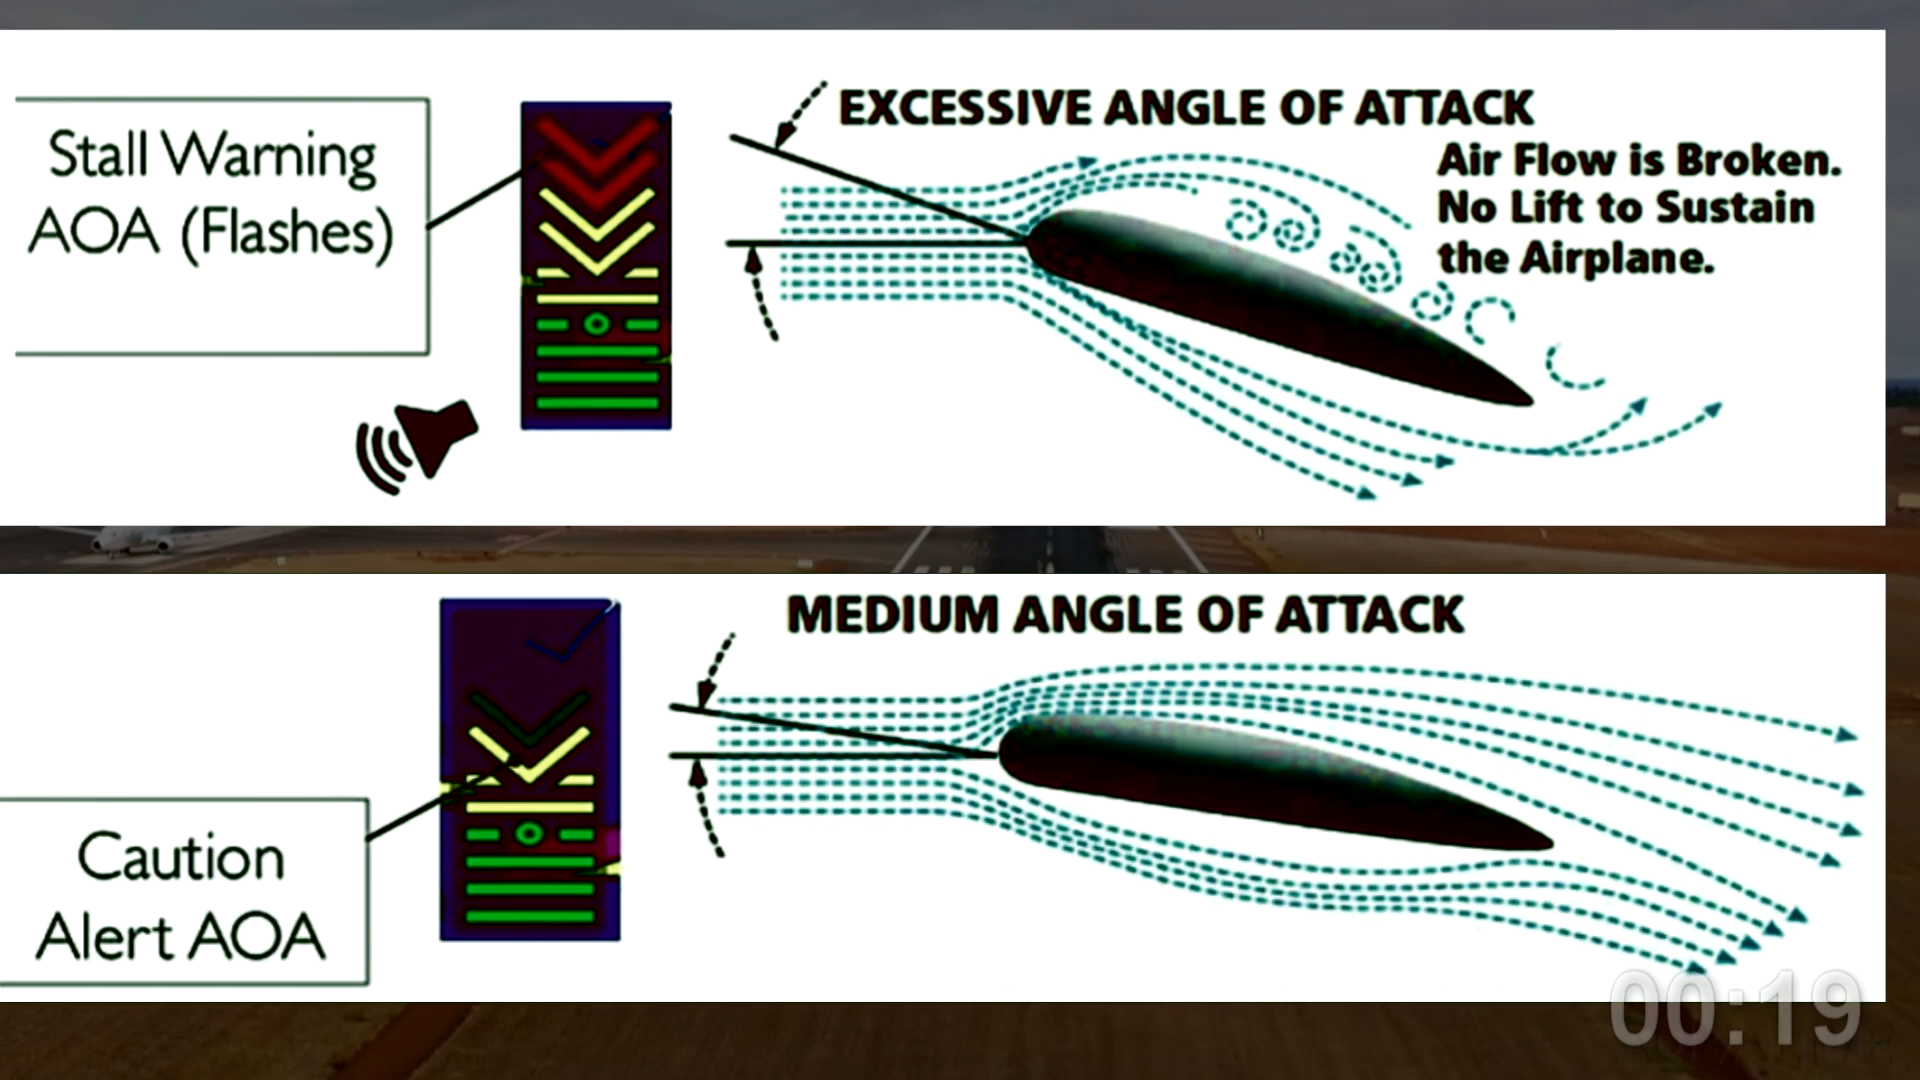 EXCESSIVE ANGLE OF ATTACK
Stall Warning
AOA (Flashes)
Air Flow is Broken.
No Lift to Sustain
the Airplane.
MEDIUM ANGLE OF ATTACK
Caution
Alert AOA
00:19